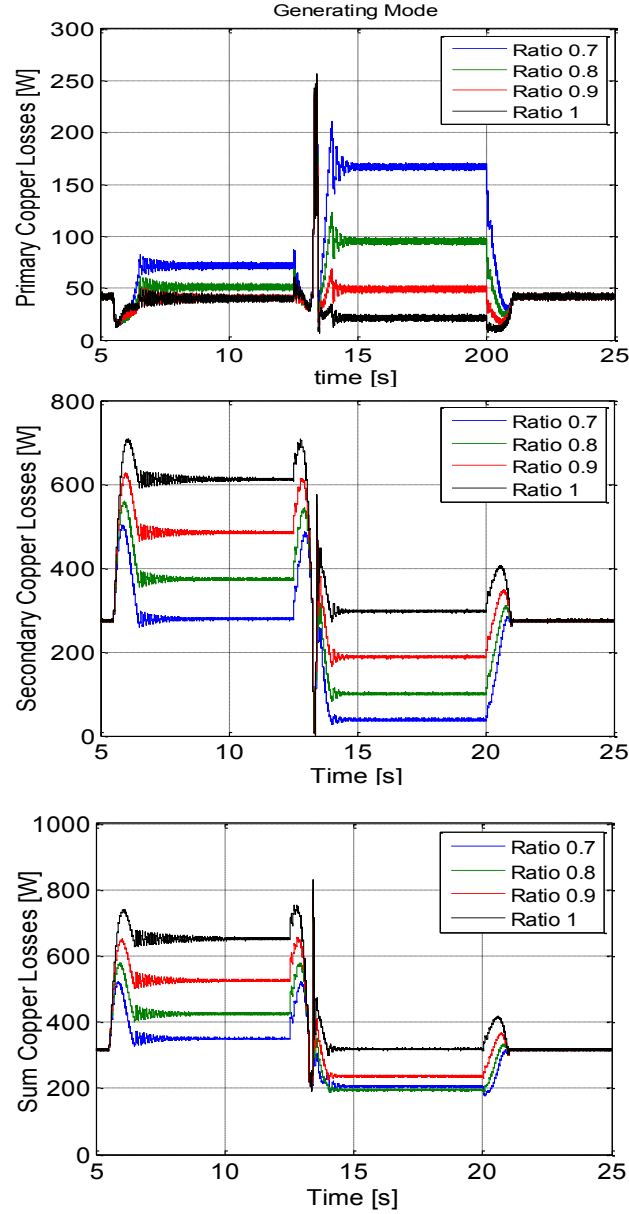 Generating Mode
Primary Copper Losses [W]
300
250
200
150
100
50
0
5
10
15
200
25
time [s]
Ratio 0.7
Ratio 0.8
Ratio 0.9
Ratio 1
Secondary Copper Losses [W]
800
600
400
200
0
5
10
15
20
25
Time [s]
Ratio 0.7
Ratio 0.8
Ratio 0.9
Ratio 1
Sum Copper Losses [W]
1000
800
600
400
200
0
5
10
15
20
25
Time [s]
Ratio 0.7
Ratio 0.8
Ratio 0.9
Ratio 1